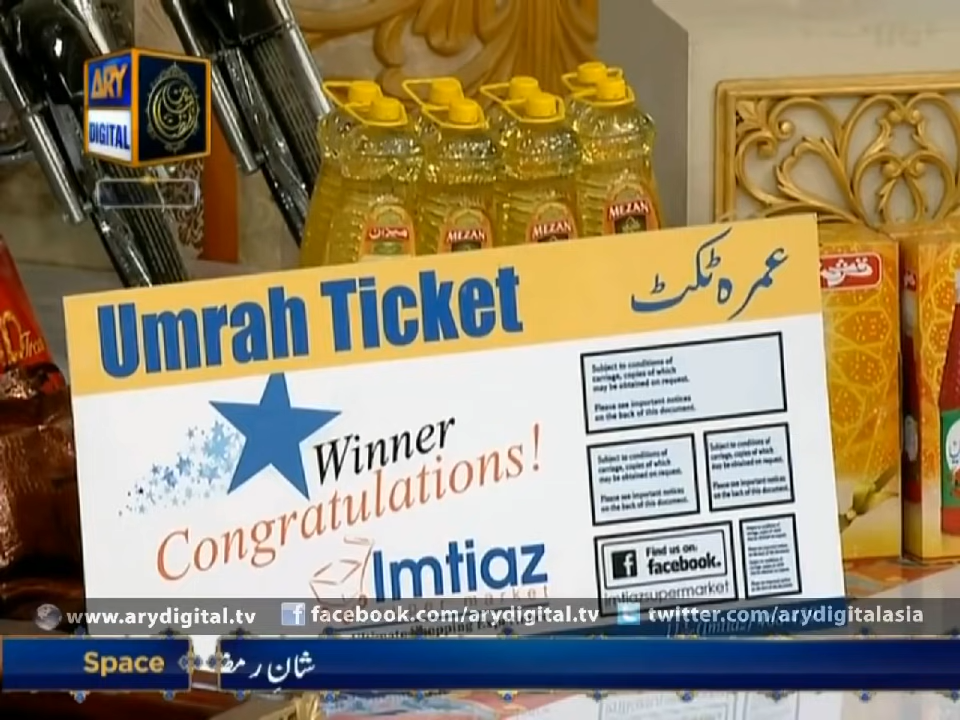 ARY
DIGITAL
MEZAN
MEZAN
MEZAN
Umrah Ticket
عمرہ ٹکٹ
Winner
Congratulations!
Imtiaz
Subject to conditions of
carriage, copies of which
may be obtained on request.
Please see important notices
on the back of this document.
Subject to conditions of
carriage, copies of which
may be obtained on request.
Please see important notices
on the back of this document.
Subject to conditions of
carriage, copies of which
may be obtained on request.
Please see important notices
on the back of this document.
Find us on:
facebook.
imtiazsupermarket
www.arydigital.tv
facebook.com/arydigital.tv
twitter.com/arydigitalasia
Space
شانِ رمضا